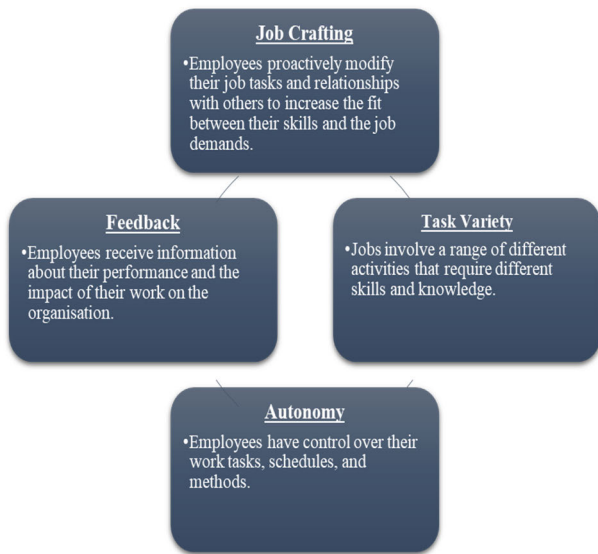 Job Crafting
•Employees proactively modify
their job tasks and relationships
with others to increase the fit
between their skills and the job
demands.
Feedback
•Employees receive information
about their performance and the
impact of their work on the
organisation.
Task Variety
•Jobs involve a range of different
activities that require different
skills and knowledge.
Autonomy
•Employees have control over their
work tasks, schedules, and
methods.